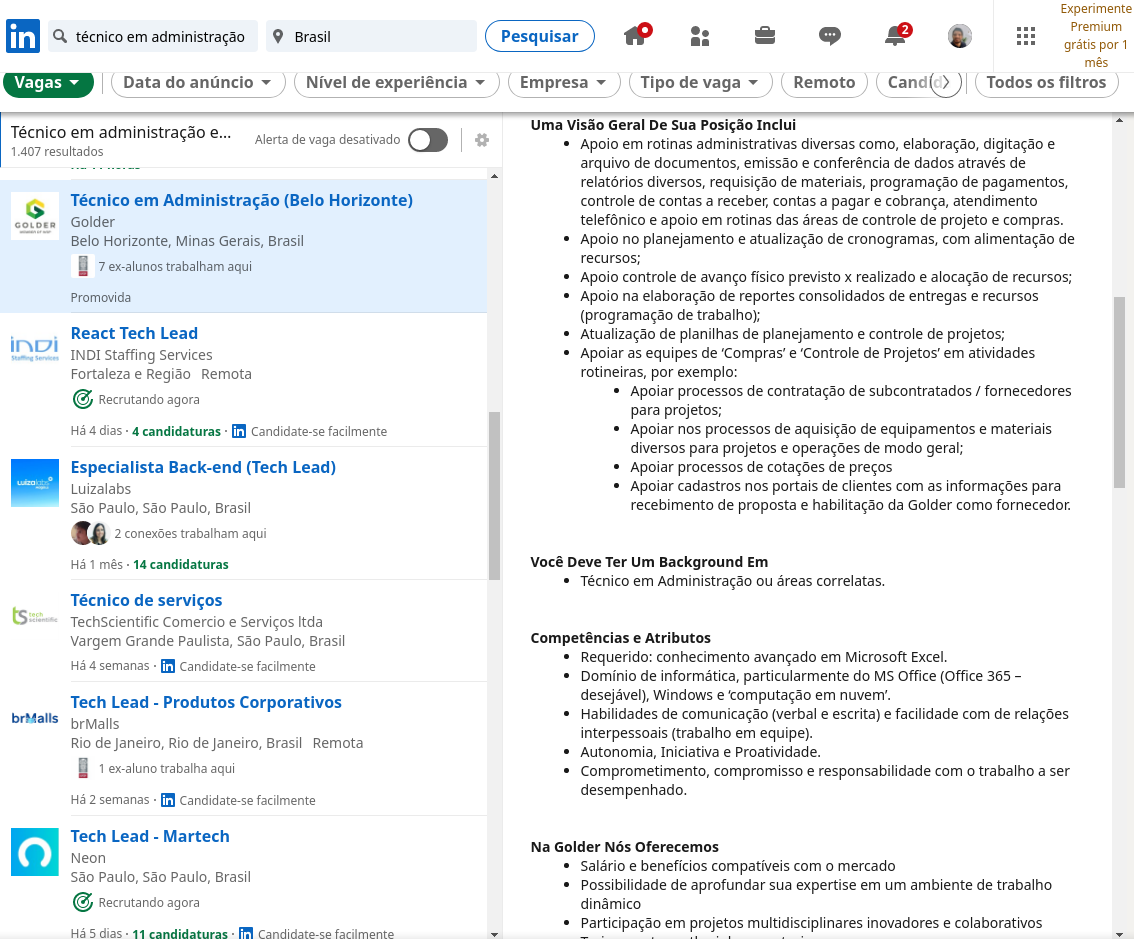 in
técnico em administração
Brasil
Pesquisar
2
Experimente
Premium
grátis por 1
mês
Vagas
Data do anúncio
Nível de experiência
Empresa
Tipo de vaga
Remoto
Todos os filtros
Técnico em administração e...
1.407 resultados
Alerta de vaga desativado
GOLDER
Técnico em Administração (Belo Horizonte)
Golder
Belo Horizonte, Minas Gerais, Brasil
7 ex-alunos trabalham aqui
Promovida
INDI
Staffing Services
React Tech Lead
INDI Staffing Services
Fortaleza e Região Remota
Recrutando agora
Há 4 dias · 4 candidaturas · in Candidate-se facilmente
Especialista Back-end (Tech Lead)
Luizalabs
São Paulo, São Paulo, Brasil
2 conexões trabalham aqui
Há 1 mês · 14 candidaturas
ts tech
scientific
Técnico de serviços
TechScientific Comercio e Serviços ltda
Vargem Grande Paulista, São Paulo, Brasil
Há 4 semanas · in Candidate-se facilmente
brMalls
Tech Lead - Produtos Corporativos
brMalls
Rio de Janeiro, Rio de Janeiro, Brasil Remota
1 ex-aluno trabalha aqui
Há 2 semanas · in Candidate-se facilmente
Tech Lead - Martech
Neon
São Paulo, São Paulo, Brasil
Recrutando agora
Há 5 dias · 11 candidaturas · in Candidate-se facilmente
Uma Visão Geral De Sua Posição Inclui
• Apoio em rotinas administrativas diversas como, elaboração, digitação e
arquivo de documentos, emissão e conferência de dados através de
relatórios diversos, requisição de materiais, programação de pagamentos,
controle de contas a receber, contas a pagar e cobrança, atendimento
telefônico e apoio em rotinas das áreas de controle de projeto e compras.
• Apoio no planejamento e atualização de cronogramas, com alimentação de
recursos;
• Apoio controle de avanço físico previsto x realizado e alocação de recursos;
• Apoio na elaboração de reportes consolidados de entregas e recursos
(programação de trabalho);
• Atualização de planilhas de planejamento e controle de projetos;
• Apoiar as equipes de ‘Compras’ e ‘Controle de Projetos’ em atividades
rotineiras, por exemplo:
• Apoiar processos de contratação de subcontratados / fornecedores
para projetos;
• Apoiar nos processos de aquisição de equipamentos e materiais
diversos para projetos e operações de modo geral;
• Apoiar processos de cotações de preços
• Apoiar cadastros nos portais de clientes com as informações para
recebimento de proposta e habilitação da Golder como fornecedor.
Você Deve Ter Um Background Em
• Técnico em Administração ou áreas correlatas.
Competências e Atributos
• Requerido: conhecimento avançado em Microsoft Excel.
• Domínio de informática, particularmente do MS Office (Office 365 –
desejável), Windows e ‘computação em nuvem’.
• Habilidades de comunicação (verbal e escrita) e facilidade com de relações
interpessoais (trabalho em equipe).
• Autonomia, Iniciativa e Proatividade.
• Comprometimento, compromisso e responsabilidade com o trabalho a ser
desempenhado.
Na Golder Nós Oferecemos
• Salário e benefícios compatíveis com o mercado
• Possibilidade de aprofundar sua expertise em um ambiente de trabalho
dinâmico
• Participação em projetos multidisciplinares inovadores e colaborativos